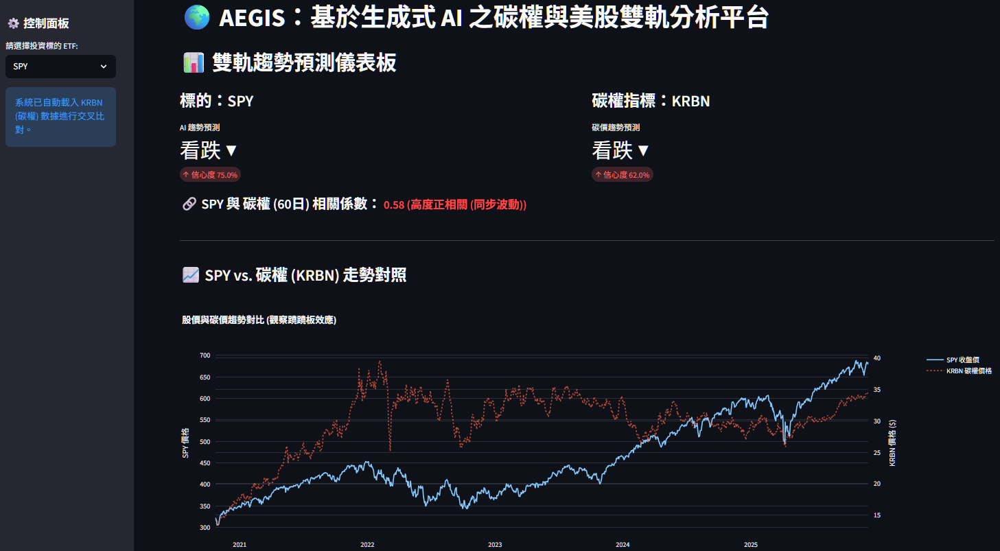 控制面板
請選擇投資標的 ETF:
SPY
系統已自動載入 KRBN
(碳權) 數據進行交叉比
對。
AEGIS：基於生成式 AI 之碳權與美股雙軌分析平台
雙軌趨勢預測儀表板
標的：SPY
AI 趨勢預測
看跌 ▼
↑ 信心度 75.0%
碳權指標：KRBN
碳價趨勢預測
看跌 ▼
↑ 信心度 62.0%
SPY 與 碳權 (60日) 相關係數： 0.58 (高度正相關 (同步波動))
SPY vs. 碳權 (KRBN) 走勢對照
股價與碳價趨勢對比 (觀察蹺蹺板效應)
SPY 價格
700
650
600
550
500
450
400
350
300
2021
2022
2023
2024
2025
40
35
30
25
20
15
KRBN 價格 ($)
SPY 收盤價
KRBN 碳權價格